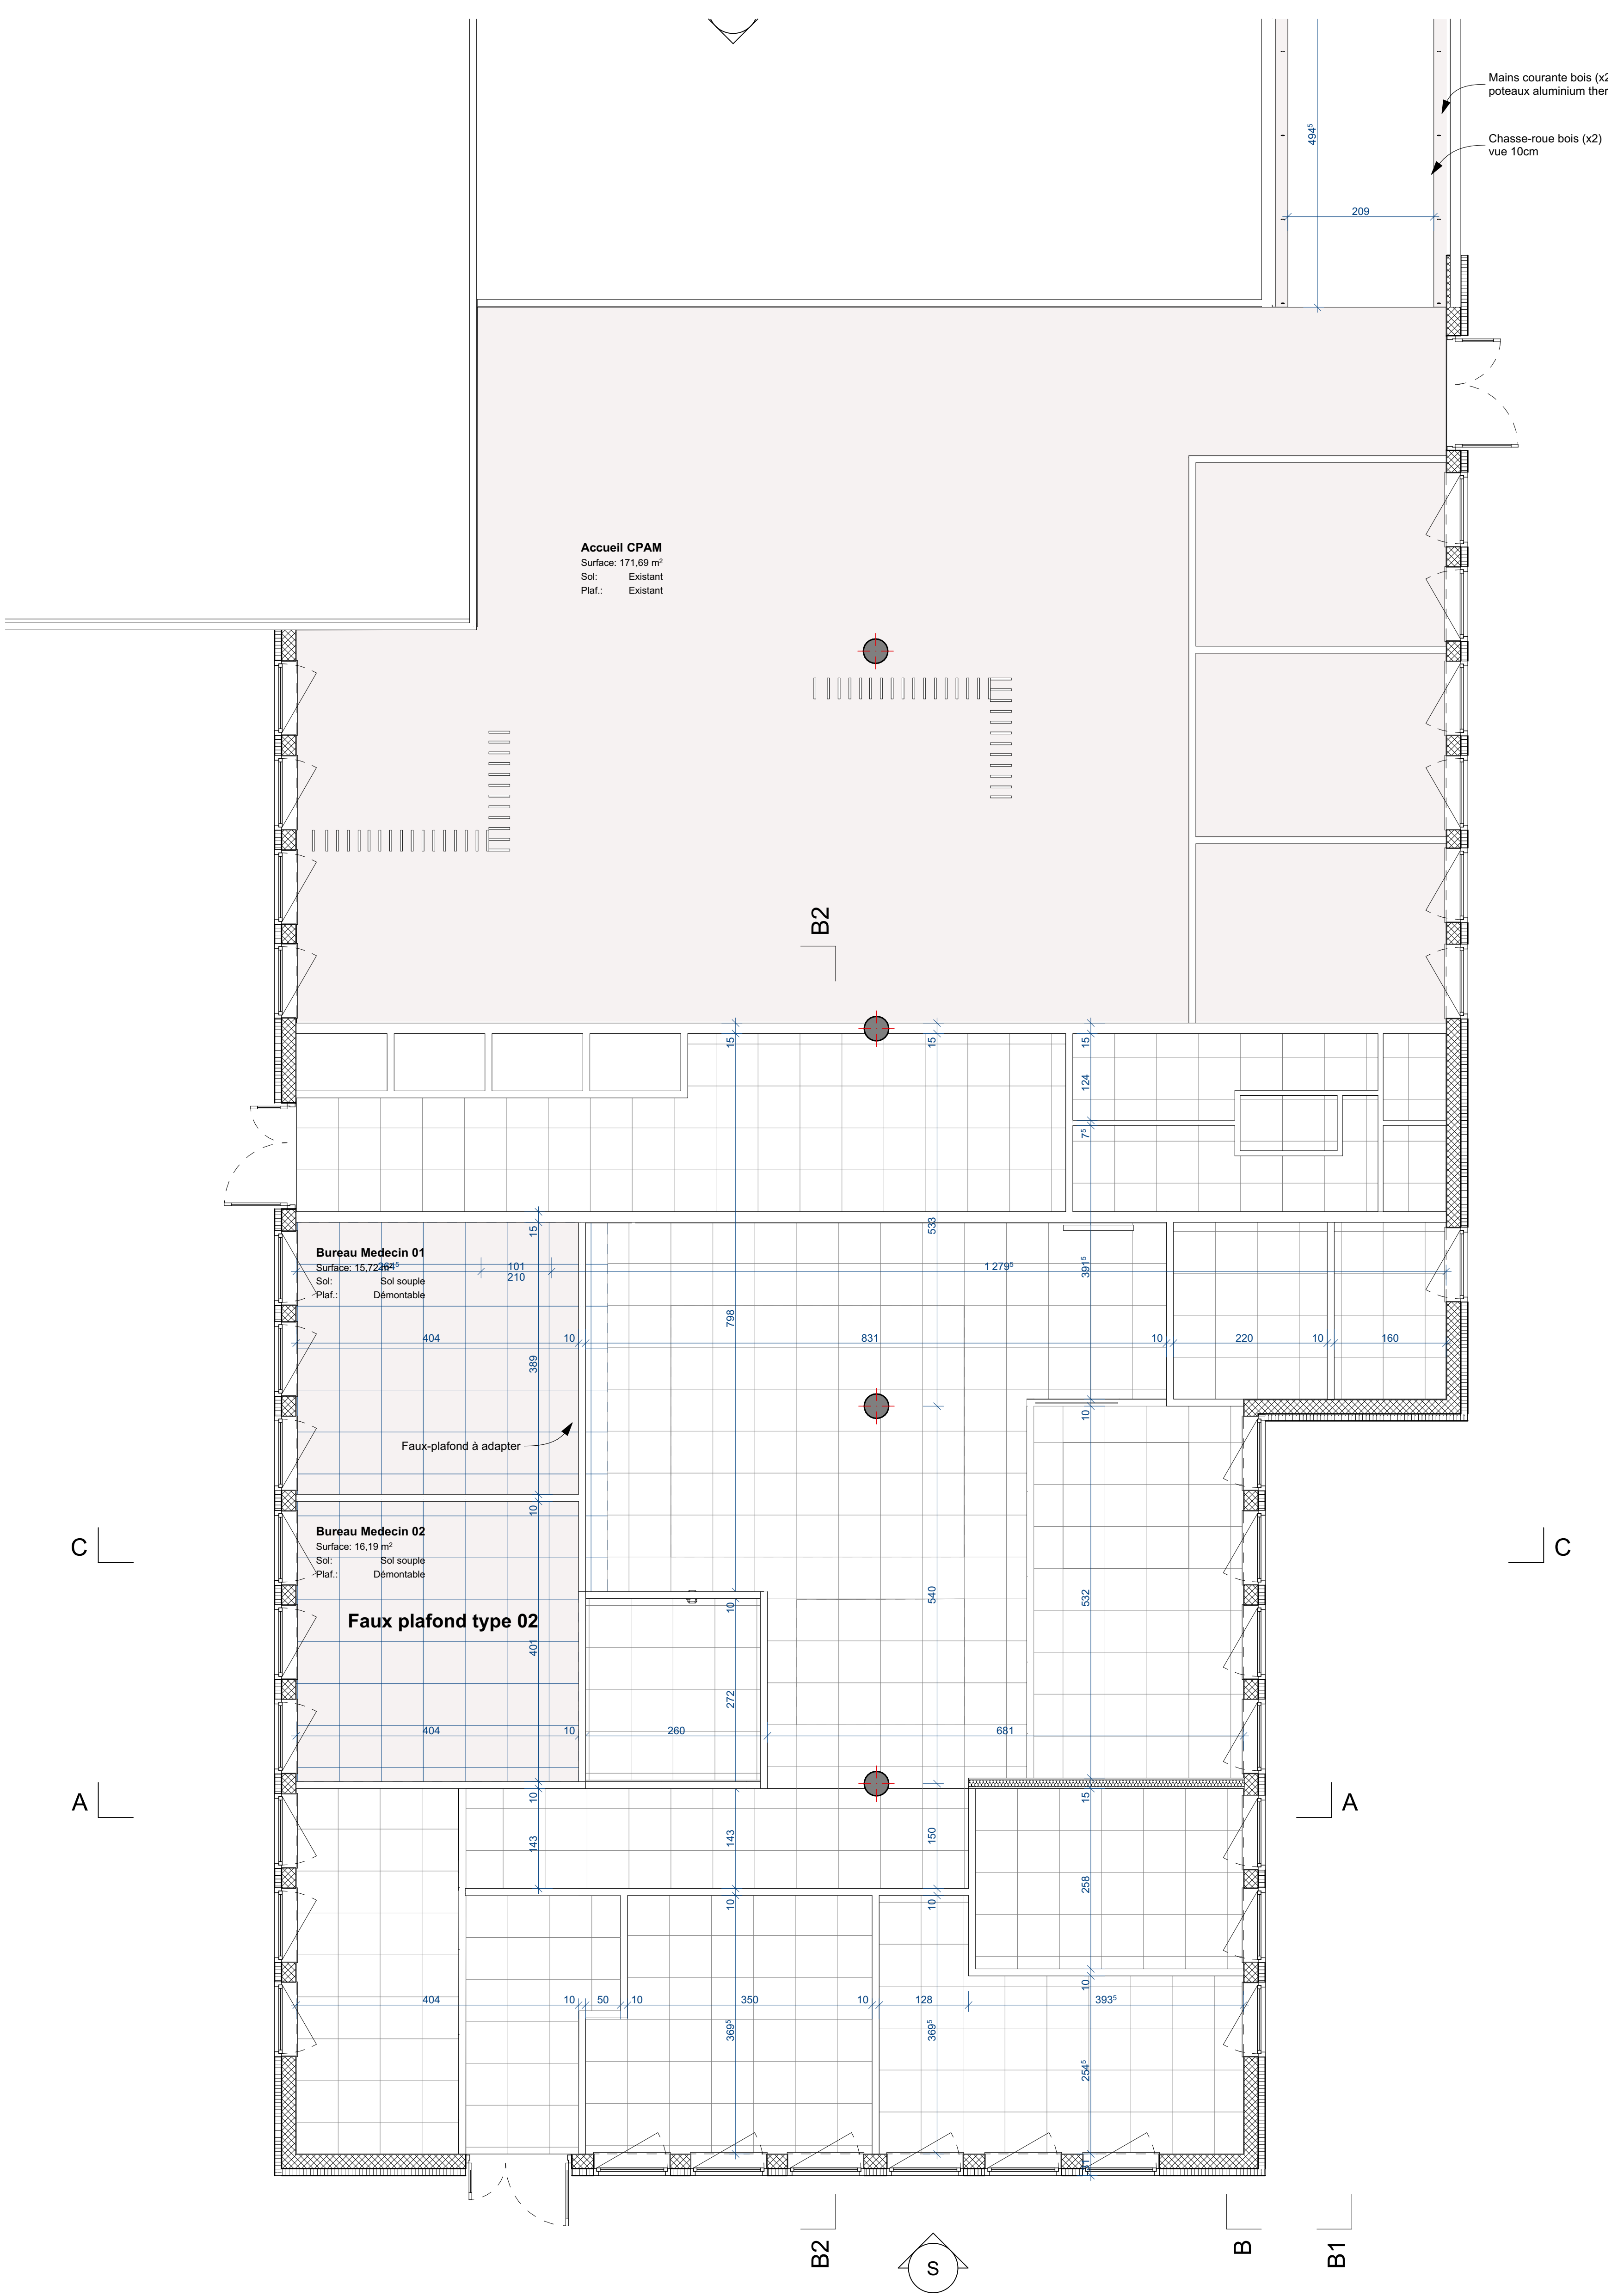 Mains courante bois (x2
poteaux aluminium ther
494⁵
Chasse-roue bois (x2)
vue 10cm
209
Accueil CPAM
Surface: 171,69 m²
Sol: Existant
Plaf.: Existant
B2
15
15
15
124
7⁵
533
15
Bureau Medecin 01
Surface: 15,72 m²
264⁵
101
210
1 279⁵
391⁵
Sol: Sol souple
Plaf.: Démontable
798
404
10
831
10
220
10
160
389
10
Faux-plafond à adapter
10
Bureau Medecin 02
C
C
Surface: 16,19 m²
Sol: Sol souple
Plaf.: Démontable
540
532
10
Faux plafond type 02
401
272
404
10
260
681
A
A
10
15
143
143
150
258
10
10
10
404
10
50
10
350
10
128
393⁵
369⁵
369⁵
254⁵
B2
S
B
B1